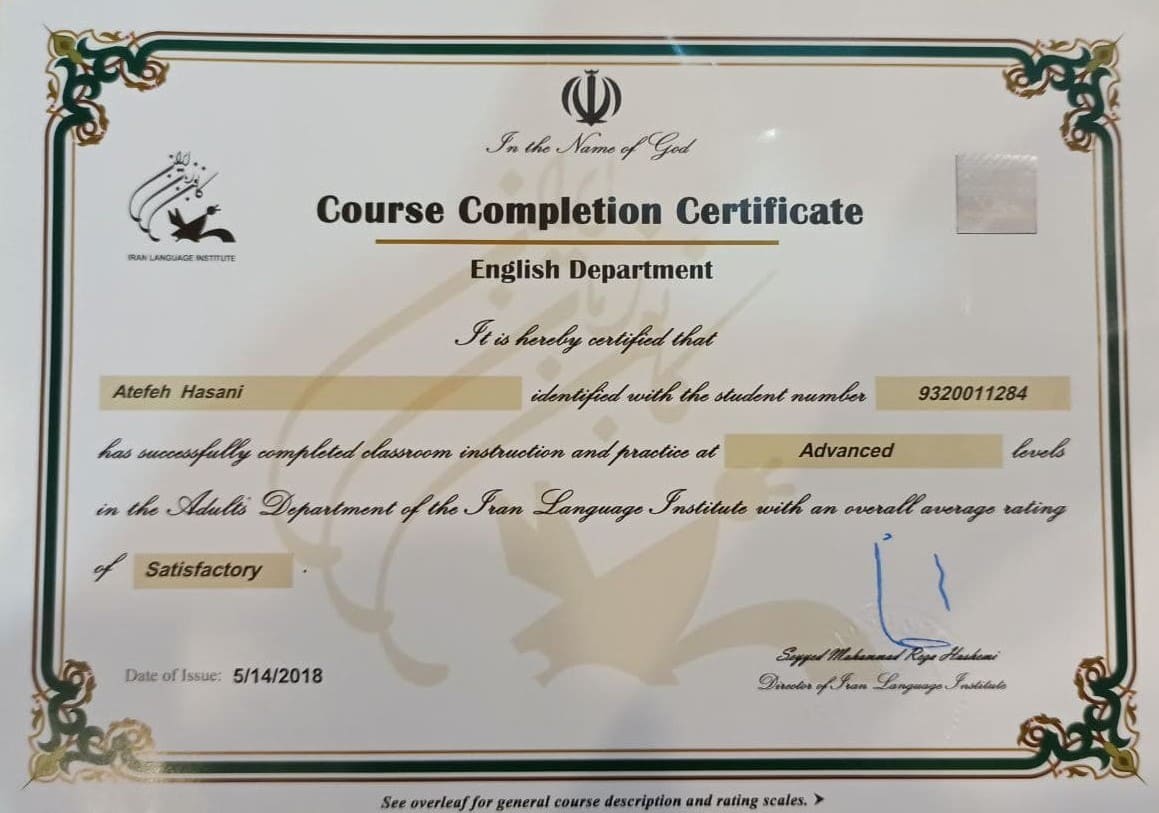 In the Name of God
کانون زبان ایران
IRAN LANGUAGE INSTITUTE
Course Completion Certificate
English Department
It is hereby certified that
Atefeh Hasani identified with the student number 9320011284
has successfully completed classroom instruction and practice at Advanced levels
in the Adults' Department of the Iran Language Institute with an overall average rating
of Satisfactory .
Date of Issue: 5/14/2018
Seyyed Mohammad Reza Hashemi
Director of Iran Language Institute
See overleaf for general course description and rating scales. ➤